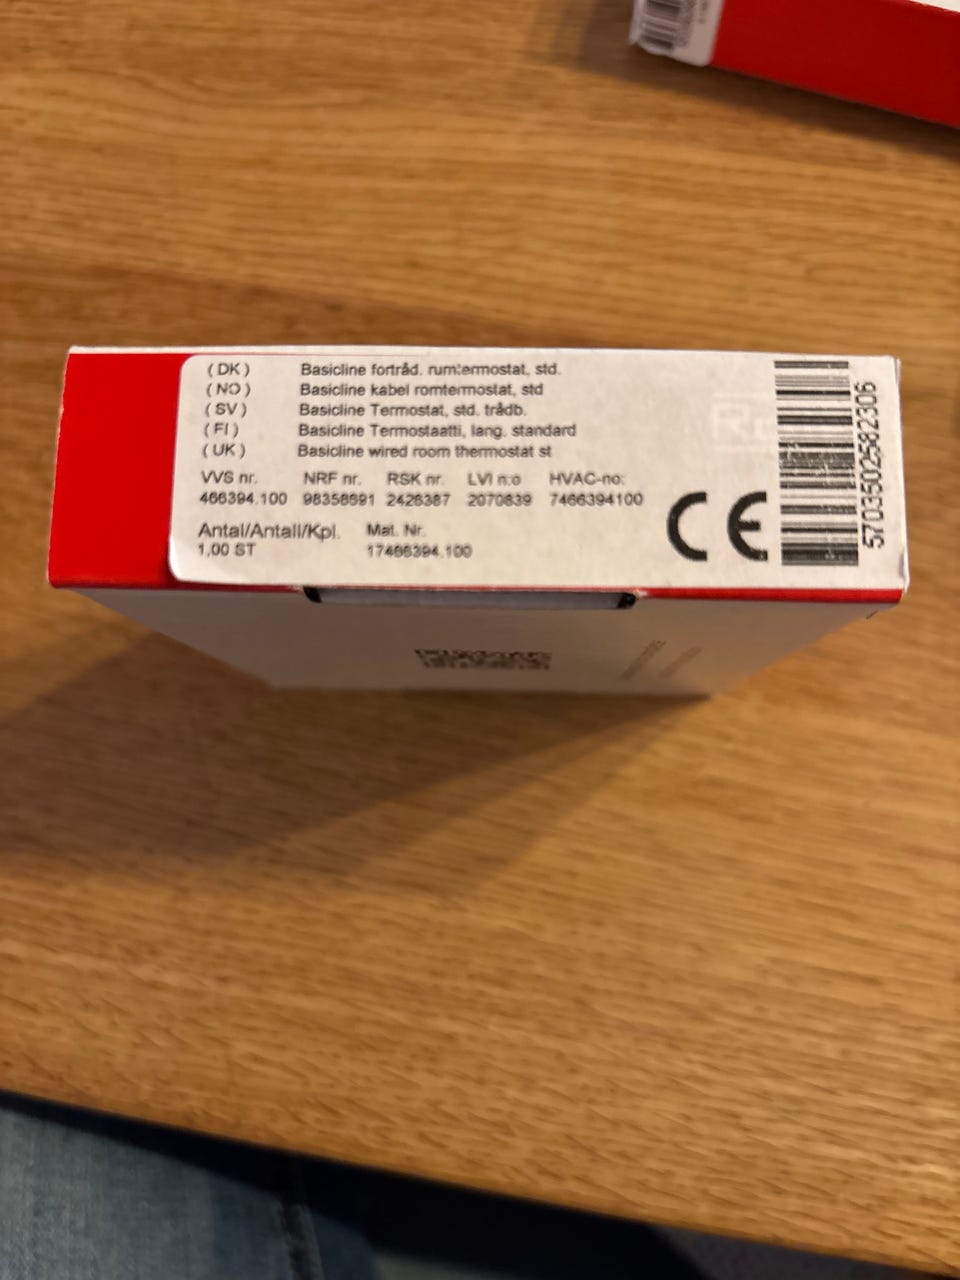 (DK) Basicline fortråd. rumtermostat, std.
(NO) Basicline kabel romtermostat, std
(SV) Basicline Termostat, std. trådb.
(FI) Basicline Termostaatti, lang. standard
(UK) Basicline wired room thermostat st
VVS nr. NRF nr. RSK nr. LVI n:o HVAC-no:
466394.100 98358691 2426387 2070839 7466394100
Antal/Antall/Kpl. Mat. Nr.
1,00 ST 17466394.100
CE
5703502582306